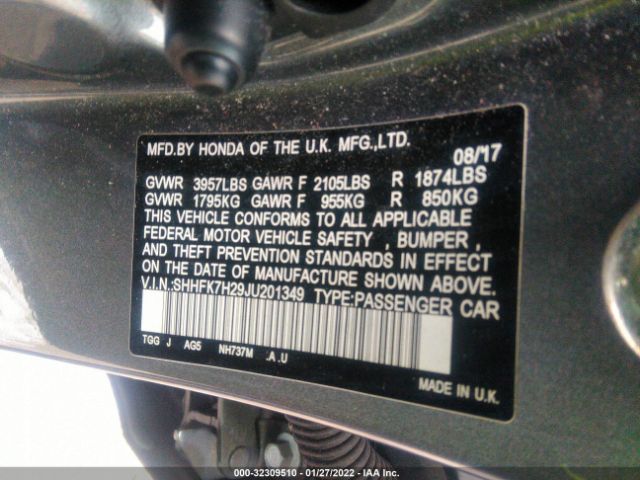 MFD.BY HONDA OF THE U.K. MFG.,LTD.
08/'17
GVWR 3957LBS GAWR F 2105LBS R 1874LBS
GVWR 1795KG GAWR F 955KG R 850KG
THIS VEHICLE CONFORMS TO ALL APPLICABLE
FEDERAL MOTOR VEHICLE SAFETY , BUMPER ,
AND THEFT PREVENTION STANDARDS IN EFFECT
ON THE DATE OF MANUFACTURE SHOWN ABOVE.
V.I.N.:SHHFK7H29JU201349 TYPE:PASSENGER CAR
TGG J AG5 NH737M .A .U
MADE IN U.K.
000-32309510 - 01/27/2022 - IAA Inc.